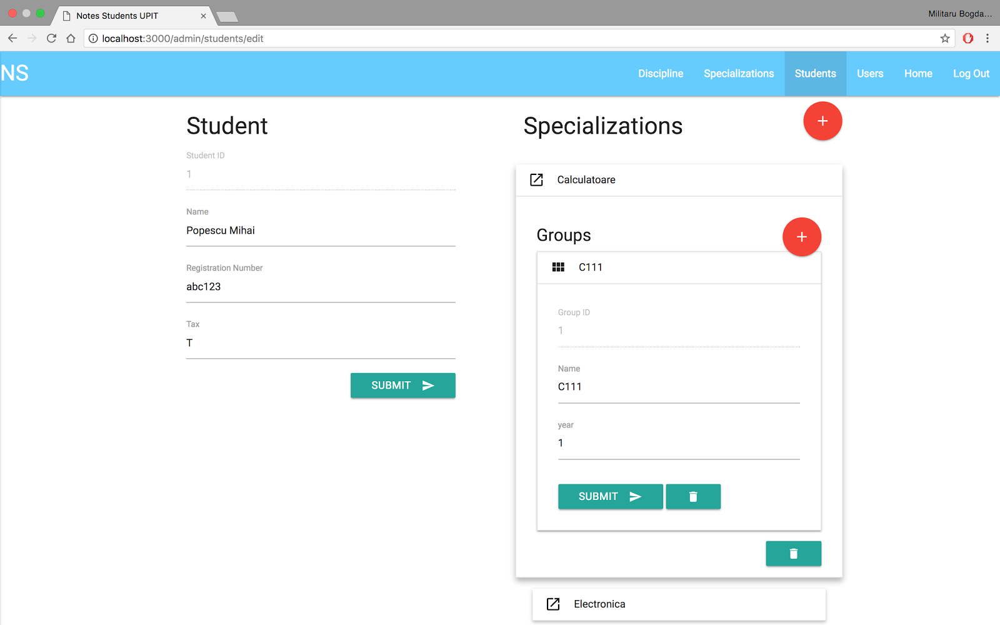 Notes Students UPIT
Militaru Bogda...
localhost:3000/admin/students/edit
NS
Discipline
Specializations
Students
Users
Home
Log Out
Student
Student ID
1
Name
Popescu Mihai
Registration Number
abc123
Tax
T
SUBMIT
Specializations
Calculatoare
Groups
C111
Group ID
1
Name
C111
year
1
SUBMIT
Electronica